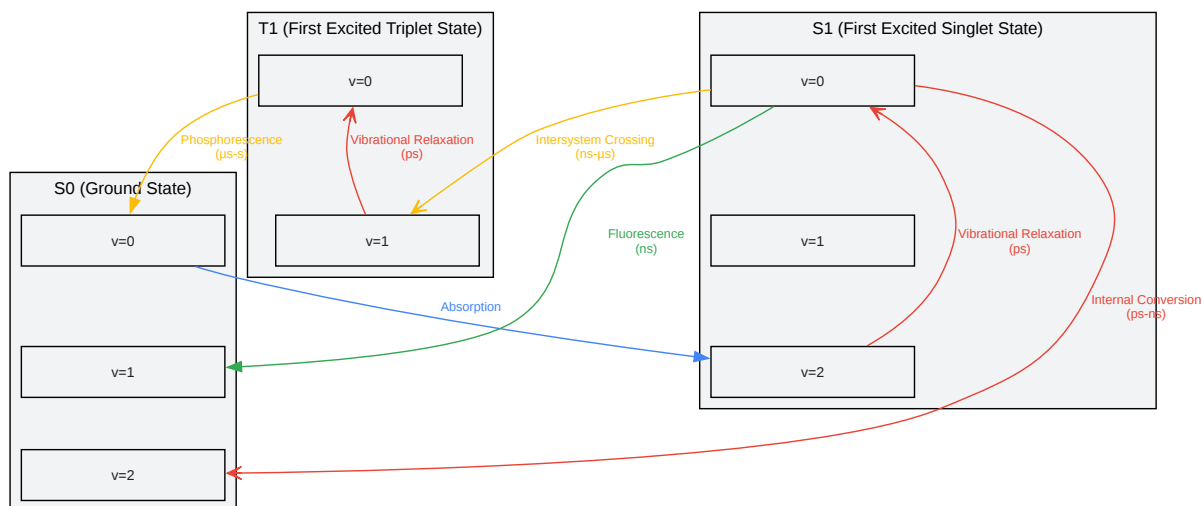 T1 (First Excited Triplet State)
v=0
Phosphorescence
(µs-s)
Vibrational Relaxation
(ps)
v=1
S1 (First Excited Singlet State)
v=0
Intersystem Crossing
(ns-µs)
v=1
Fluorescence
(ns)
Vibrational Relaxation
(ps)
Internal Conversion
(ps-ns)
v=2
S0 (Ground State)
v=0
Absorption
v=1
v=2